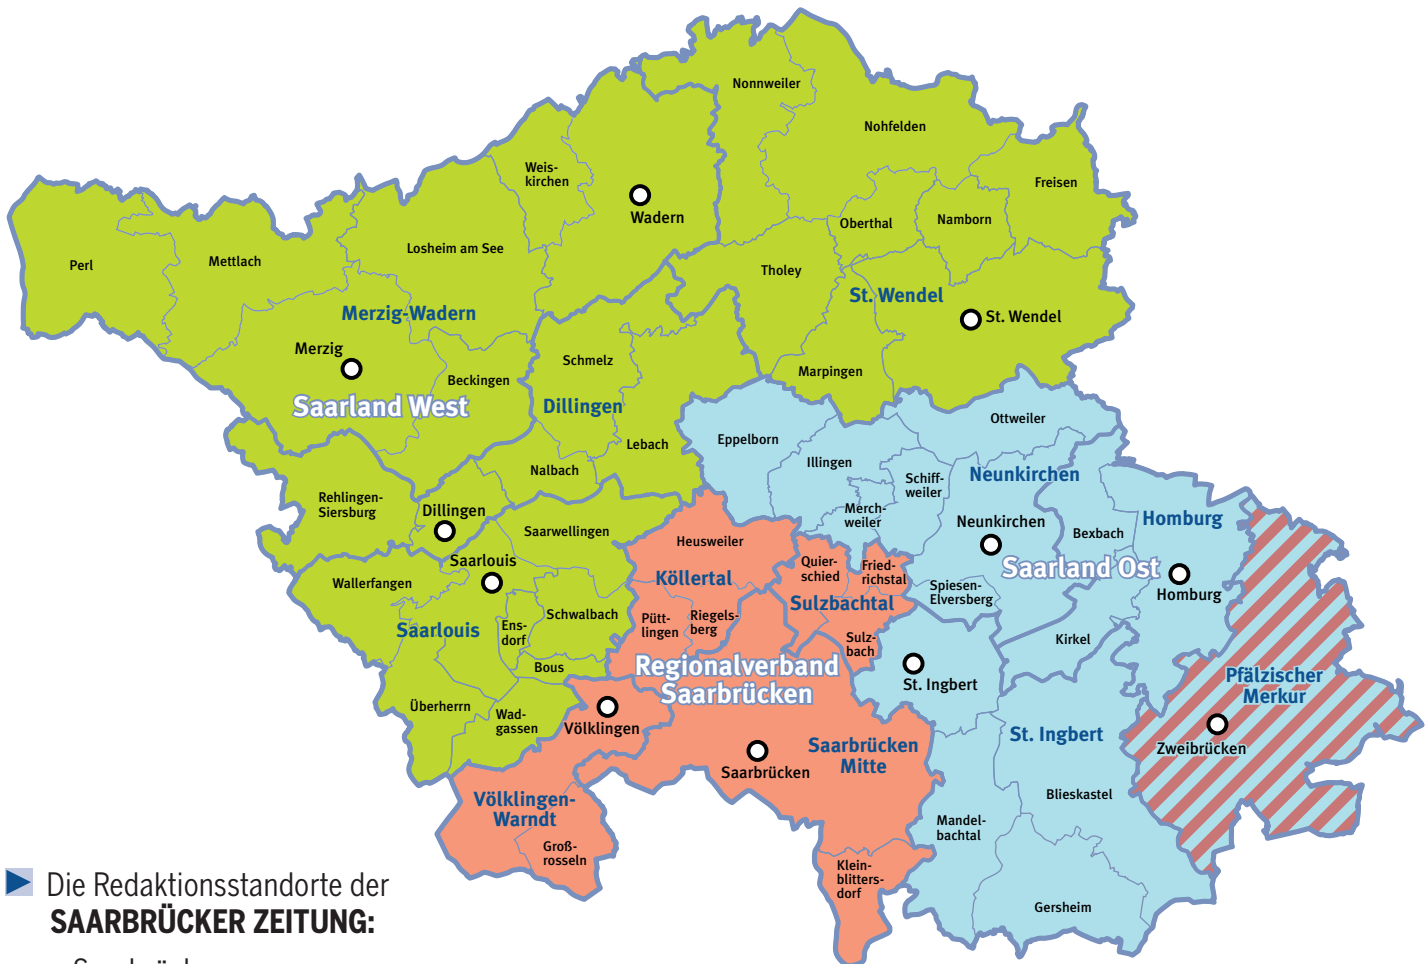 Nonnweiler
Nohfelden
Weis-
kirchen
Freisen
Wadern
Oberthal
Namborn
Losheim am See
Perl
Mettlach
Tholey
St. Wendel
Merzig-Wadern
St. Wendel
Merzig
Schmelz
Marpingen
Beckingen
Saarland West
Dillingen
Ottweiler
Eppelborn
Lebach
Illingen
Nalbach
Neunkirchen
Schiff-
weiler
Rehlingen-
Siersburg
Dillingen
Merch-
weiler
Homburg
Neunkirchen
Saarwellingen
Bexbach
Heusweiler
Saarlouis
Quier-
schied
Fried-
richstal
Saarland Ost
Wallerfangen
Köllertal
Spiesen-
Elversberg
Homburg
Sulzbachtal
Schwalbach
Saarlouis
Ens-
dorf
Pütt-
lingen
Riegels-
berg
Sulz-
bach
Kirkel
Bous
Regionalverband
Saarbrücken
St. Ingbert
Pfälzischer
Merkur
Überherrn
Wad-
gassen
Völklingen
St. Ingbert
Saarbrücken
Mitte
Zweibrücken
Saarbrücken
Völklingen-
Warndt
Blieskastel
Mandel-
bachtal
Groß-
rosseln
Klein-
blitters-
dorf
Gersheim
Die Redaktionsstandorte der
SAARBRÜCKER ZEITUNG: